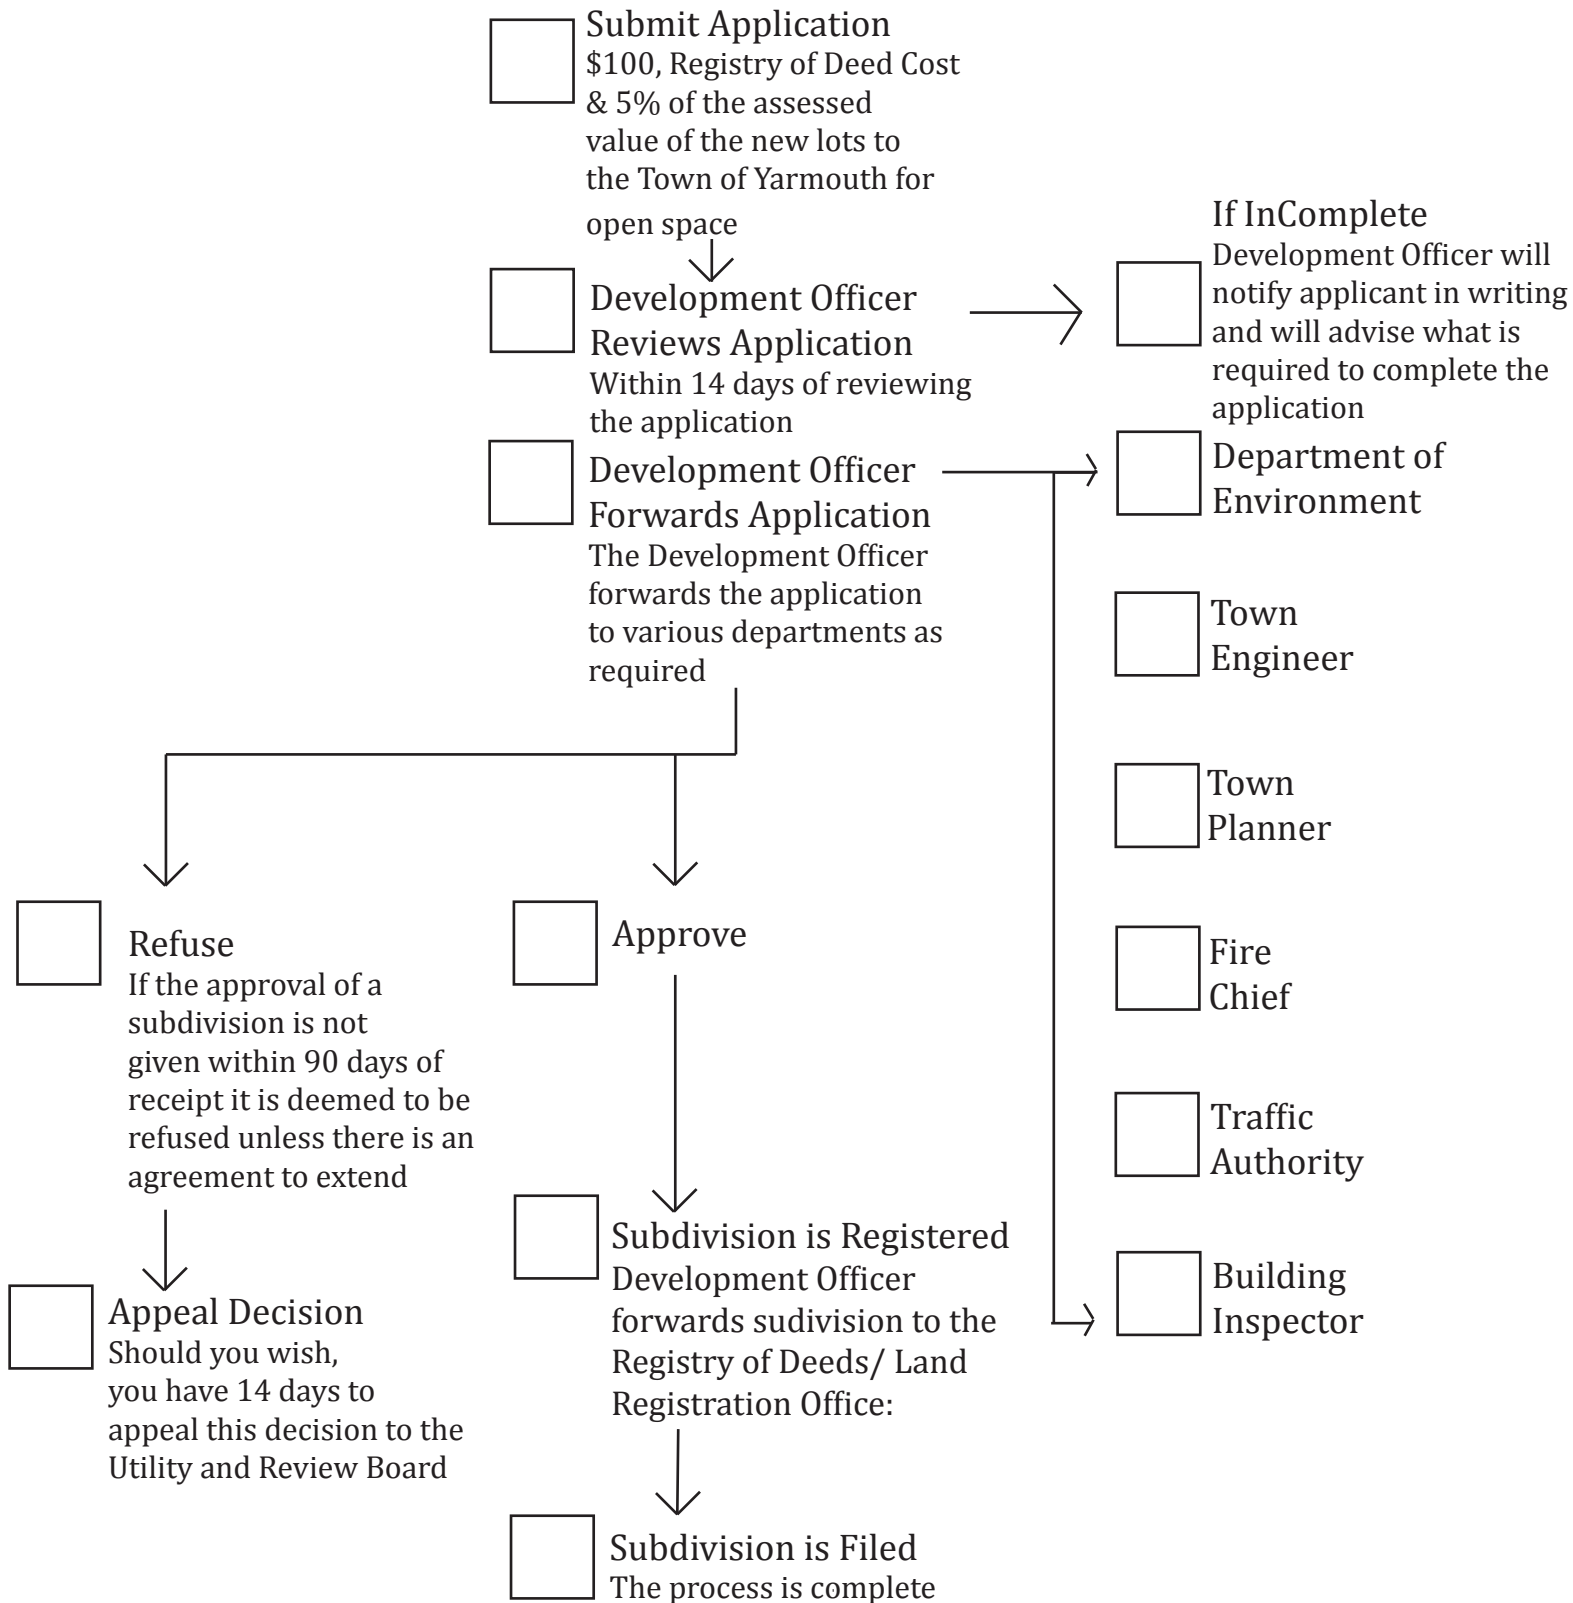 Submit Application
$100, Registry of Deed Cost
& 5% of the assessed
value of the new lots to
the Town of Yarmouth for
open space
Development Officer
Reviews Application
Within 14 days of reviewing
the application
If InComplete
Development Officer will
notify applicant in writing
and will advise what is
required to complete the
application
Development Officer
Forwards Application
The Development Officer
forwards the application
to various departments as
required
Department of
Environment
Town
Engineer
Town
Planner
Fire
Chief
Traffic
Authority
Building
Inspector
Refuse
If the approval of a
subdivision is not
given within 90 days of
receipt it is deemed to be
refused unless there is an
agreement to extend
Appeal Decision
Should you wish,
you have 14 days to
appeal this decision to the
Utility and Review Board
Approve
Subdivision is Registered
Development Officer
forwards sudivision to the
Registry of Deeds/ Land
Registration Office:
Subdivision is Filed
The process is complete